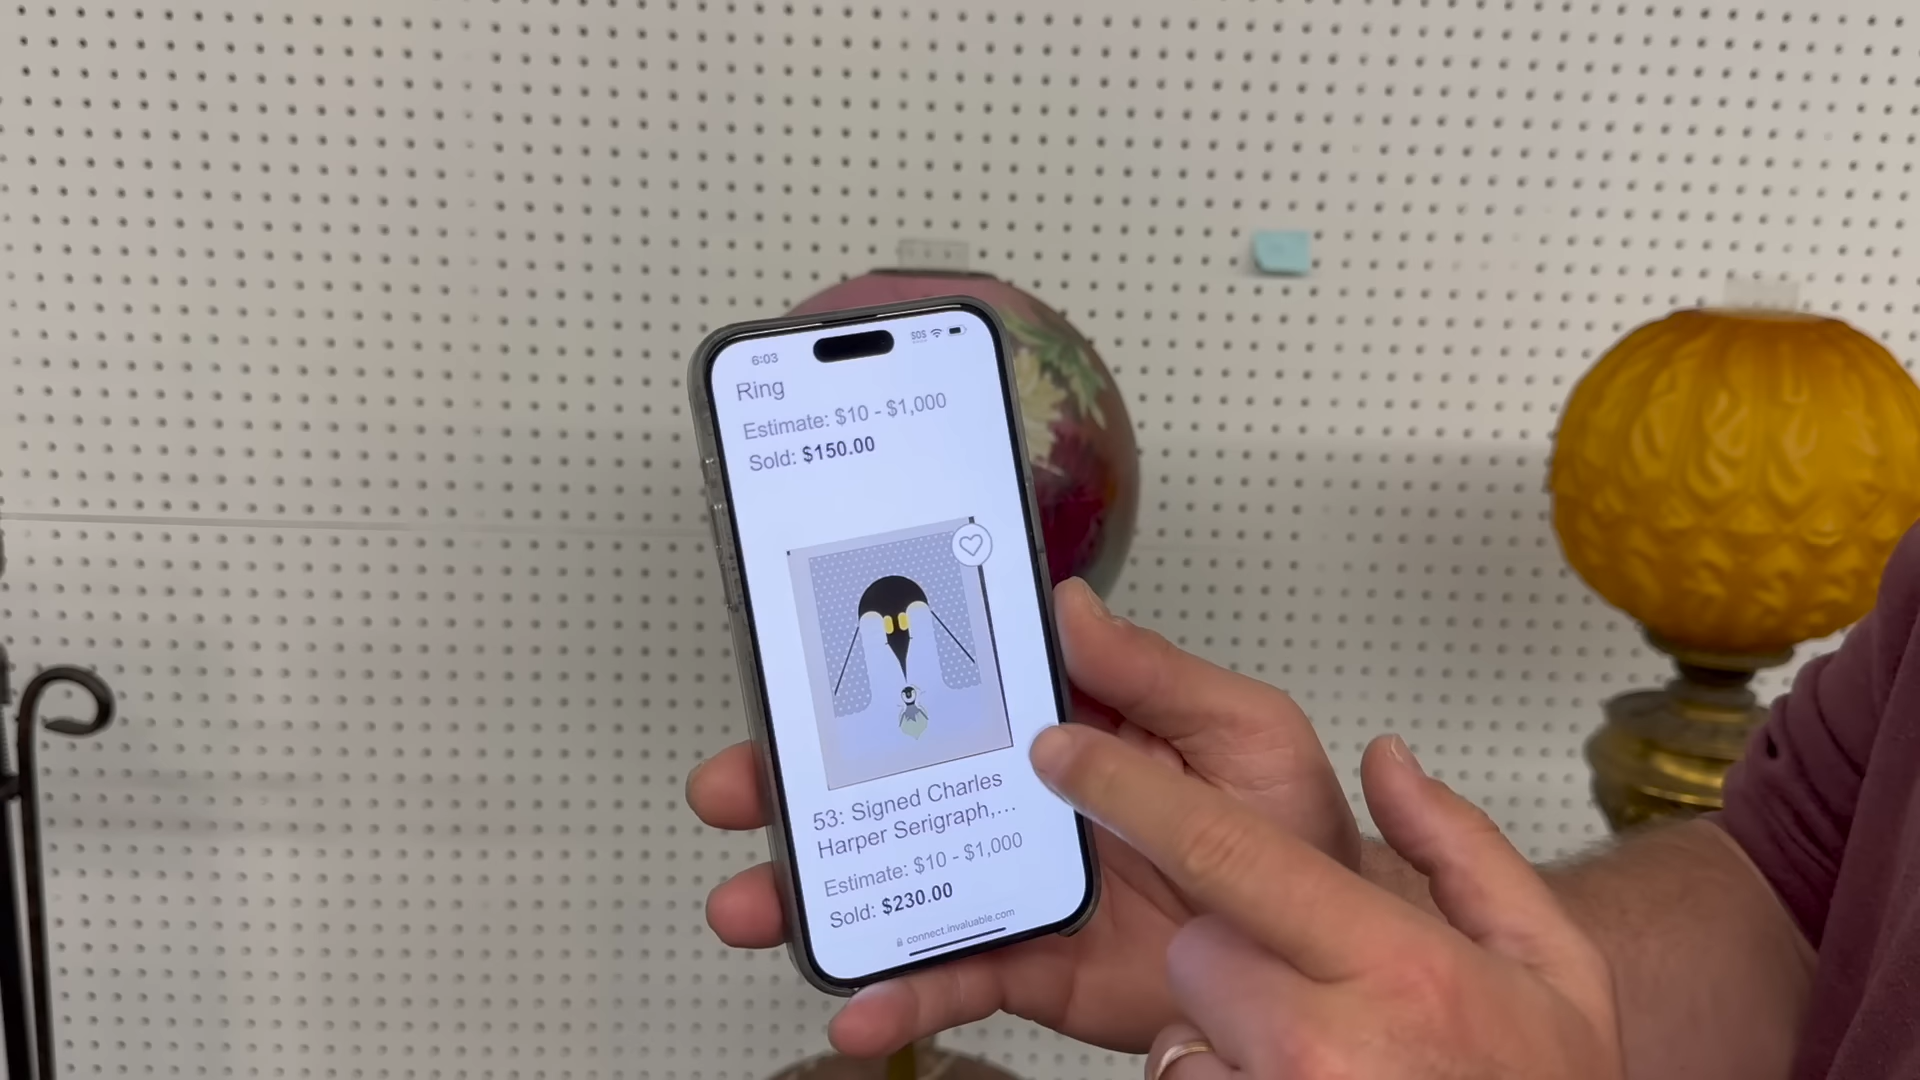 6:03
SOS
Ring
Estimate: $10 - $1,000
Sold: $150.00
53: Signed Charles
Harper Serigraph,...
Estimate: $10 - $1,000
Sold: $230.00
connect.invaluable.com